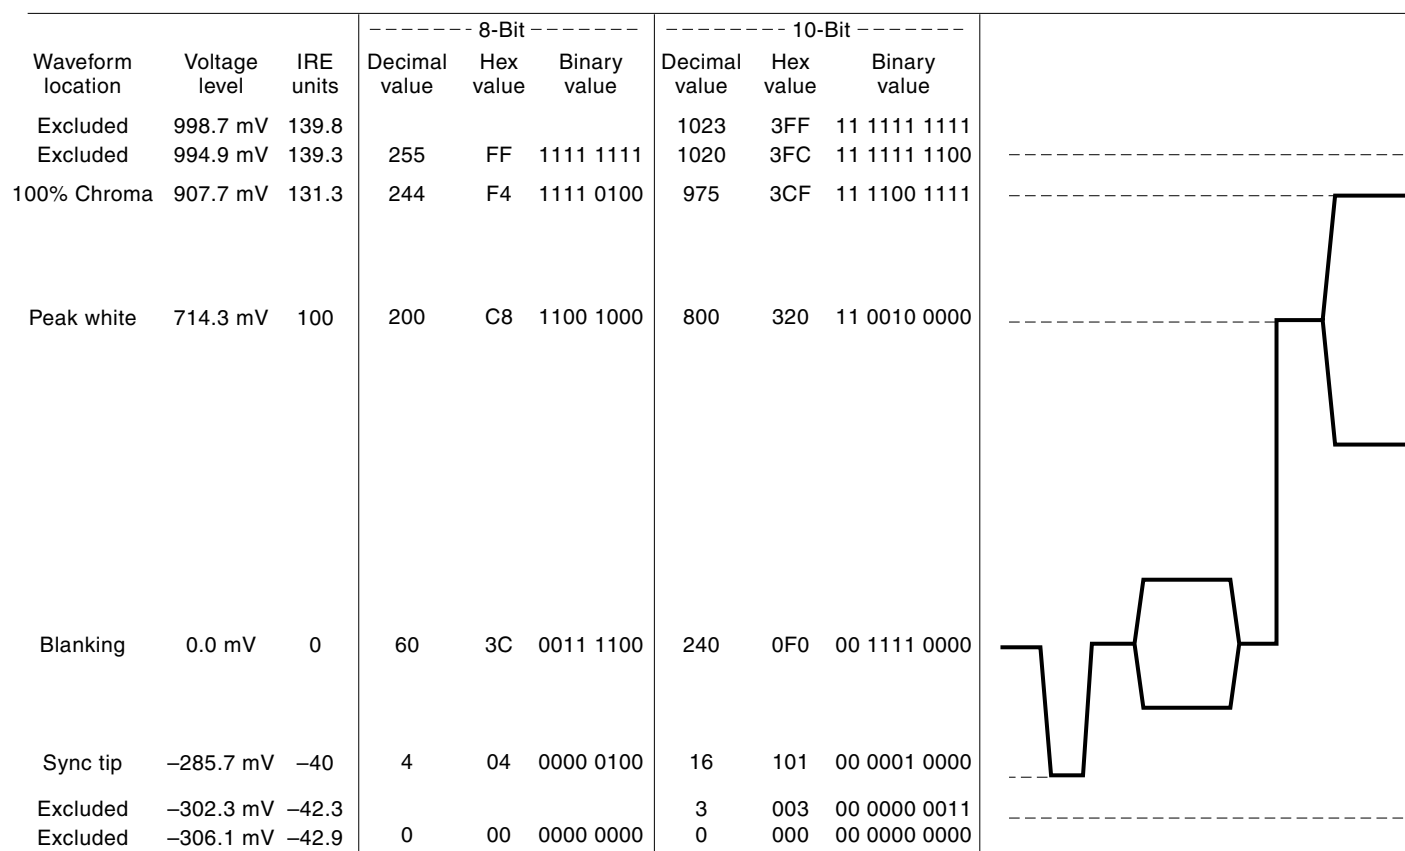 8-Bit 10-Bit
Waveform location Voltage level IRE units Decimal value Hex value Binary value Decimal value Hex value Binary value
Excluded 998.7 mV 139.8 1023 3FF 11 1111 1111
Excluded 994.9 mV 139.3 255 FF 1111 1111 1020 3FC 11 1111 1100
100% Chroma 907.7 mV 131.3 244 F4 1111 0100 975 3CF 11 1100 1111
Peak white 714.3 mV 100 200 C8 1100 1000 800 320 11 0010 0000
Blanking 0.0 mV 0 60 3C 0011 1100 240 0F0 00 1111 0000
Sync tip –285.7 mV –40 4 04 0000 0100 16 101 00 0001 0000
Excluded –302.3 mV –42.3 3 003 00 0000 0011
Excluded –306.1 mV –42.9 0 00 0000 0000 0 000 00 0000 0000